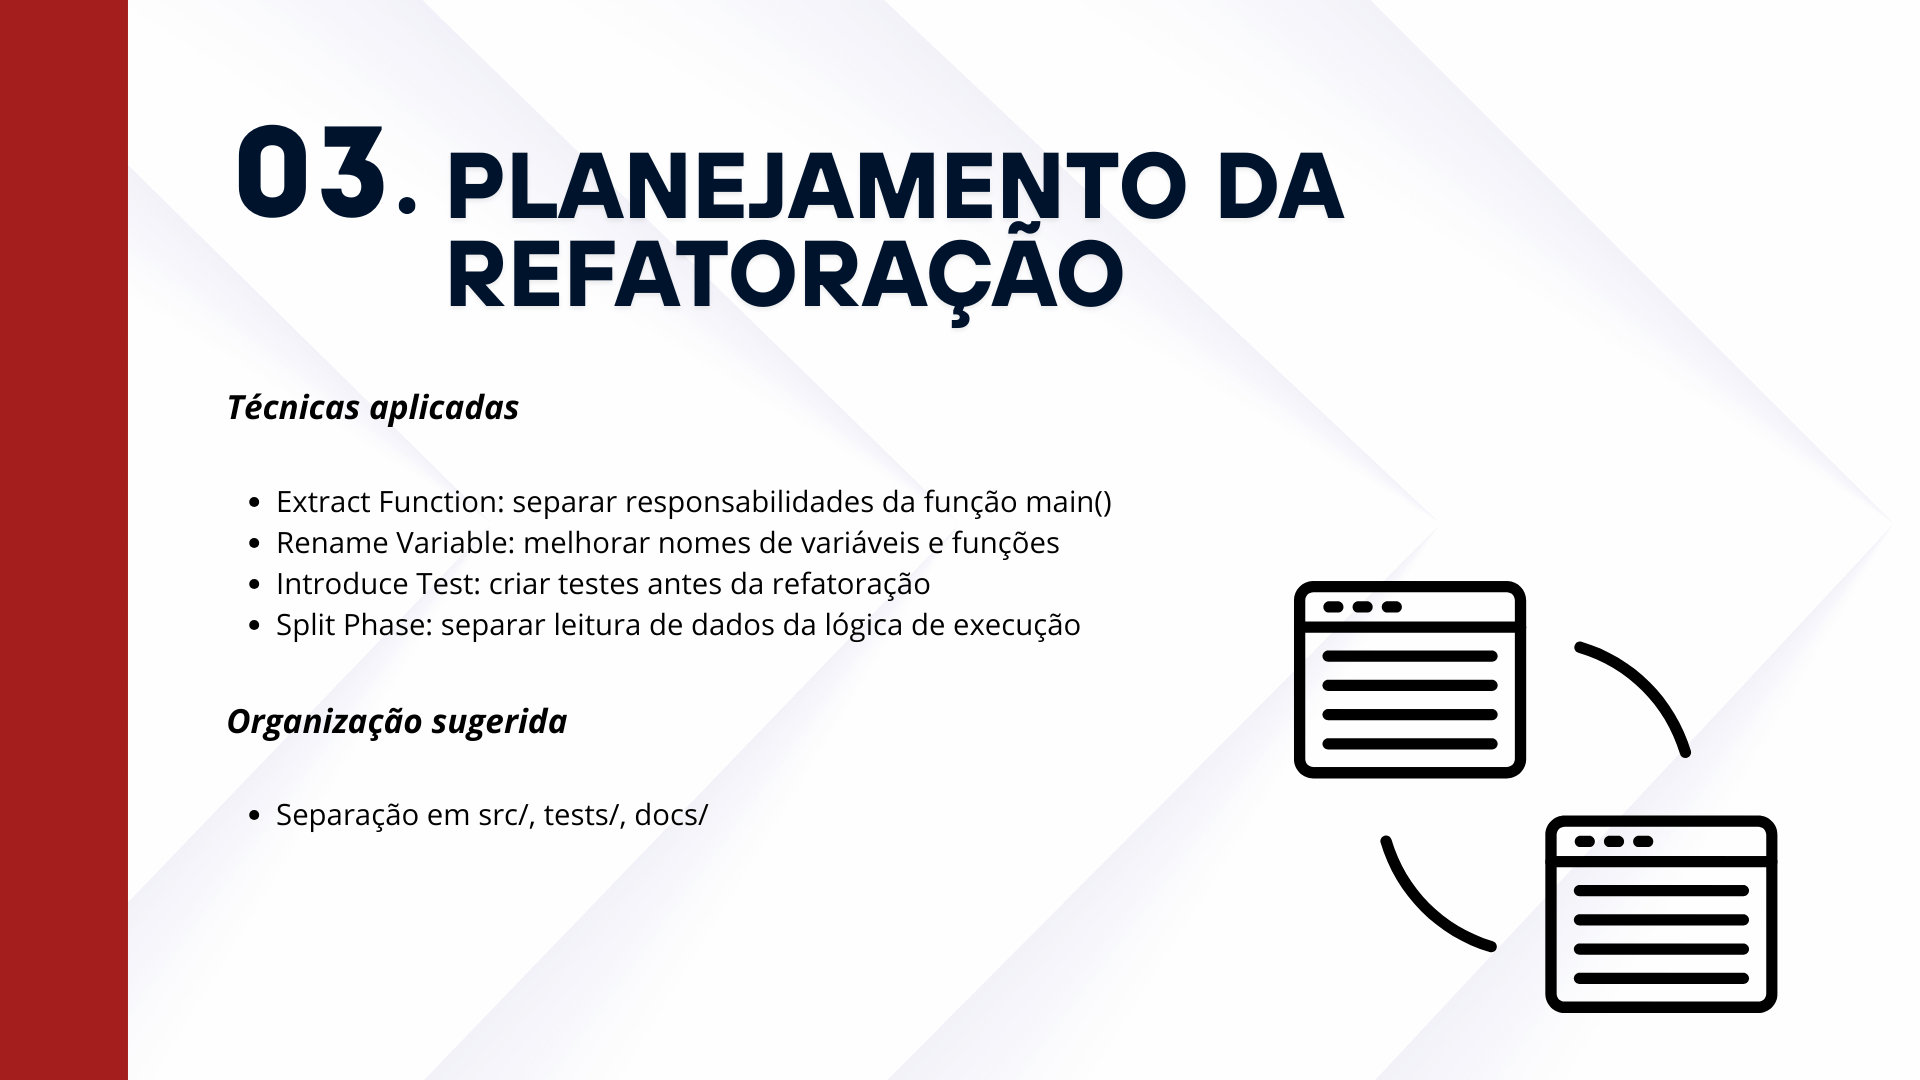 03. PLANEJAMENTO DA
REFATORAÇÃO
Técnicas aplicadas
• Extract Function: separar responsabilidades da função main()
• Rename Variable: melhorar nomes de variáveis e funções
• Introduce Test: criar testes antes da refatoração
• Split Phase: separar leitura de dados da lógica de execução
Organização sugerida
• Separação em src/, tests/, docs/